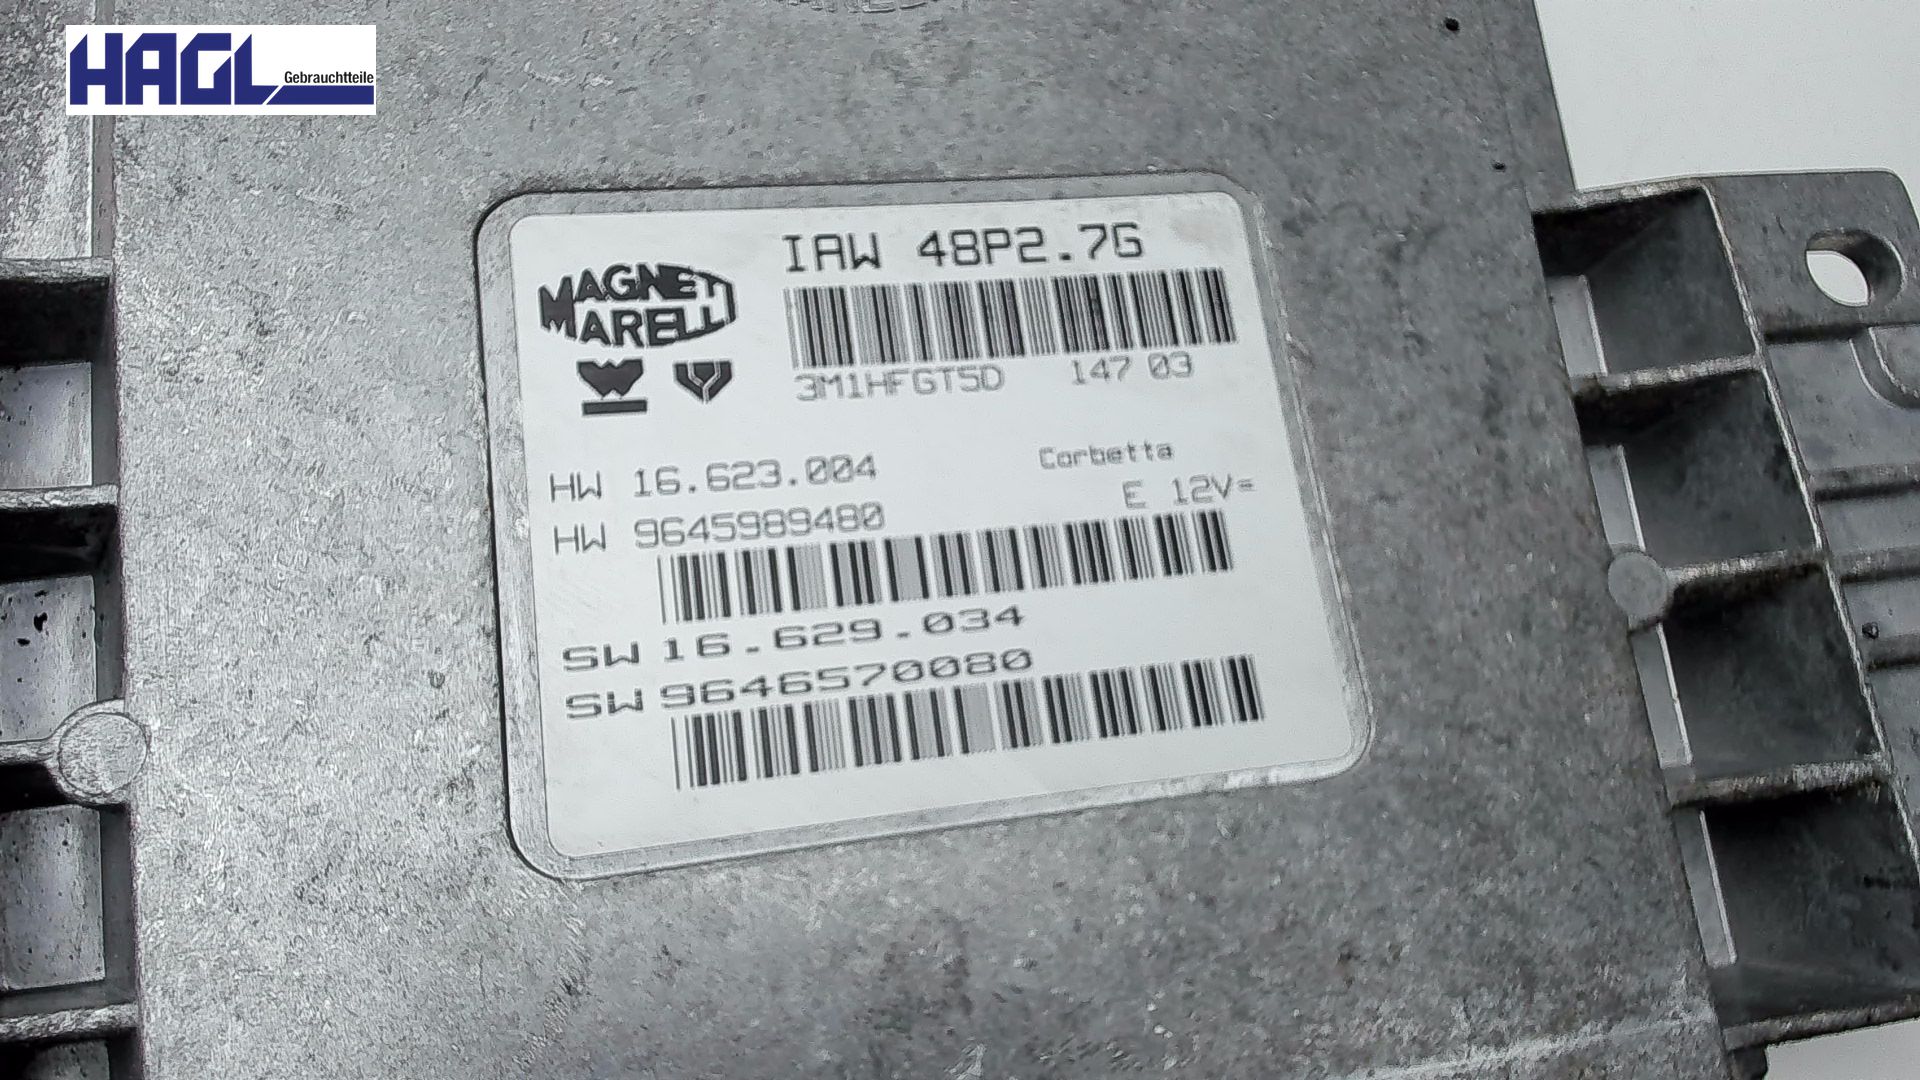 HAGL
Gebrauchtteile
IAW 48P2.7G
MAGNETI
MARELLI
3M1HFGT5D 147 03
HW 16.623.004 Corbetta
HW 9645989480 E 12V=
SW 16.629.034
SW 9646570080